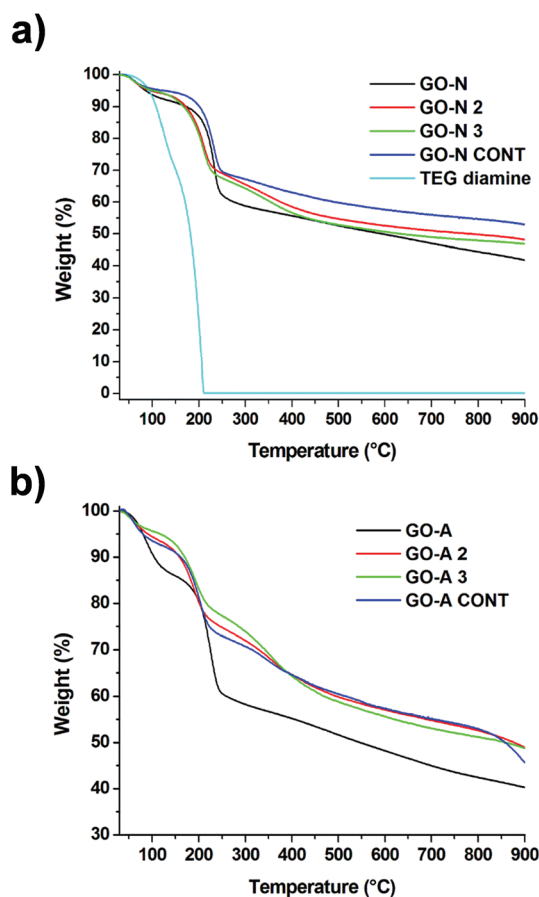 a)
100
90
80
70
60
50
40
30
20
10
0
Weight (%)
GO-N
GO-N 2
GO-N 3
GO-N CONT
TEG diamine
100 200 300 400 500 600 700 800 900
Temperature (°C)
b)
100
90
80
70
60
50
40
30
Weight (%)
GO-A
GO-A 2
GO-A 3
GO-A CONT
100 200 300 400 500 600 700 800 900
Temperature (°C)